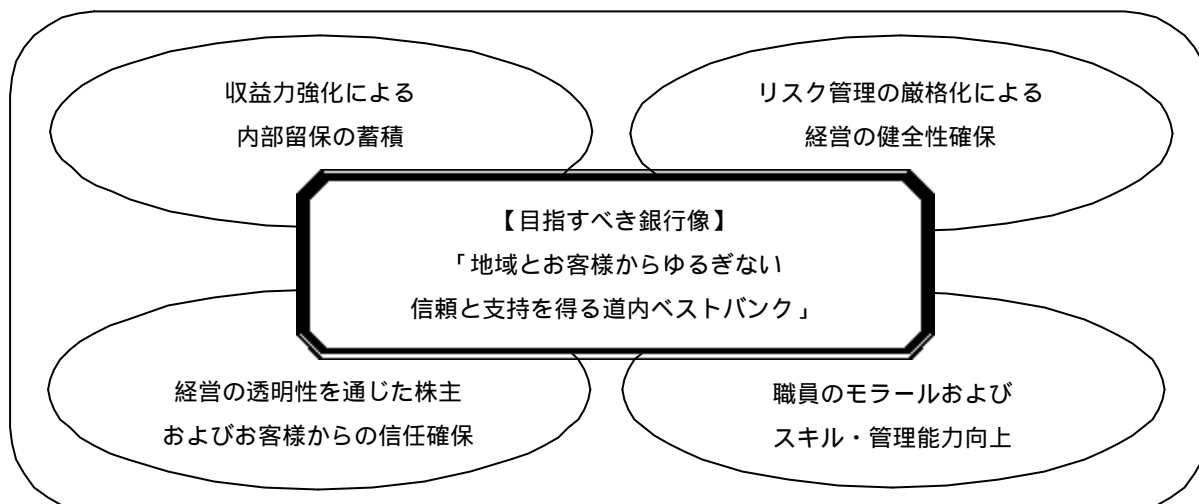 収益力強化による
内部留保の蓄積
リスク管理の厳格化による
経営の健全性確保
【目指すべき銀行像】
「地域とお客様からゆるぎない
信頼と支持を得る道内ベストバンク」
経営の透明性を通じた株主
およびお客様からの信任確保
職員のモラールおよび
スキル・管理能力向上